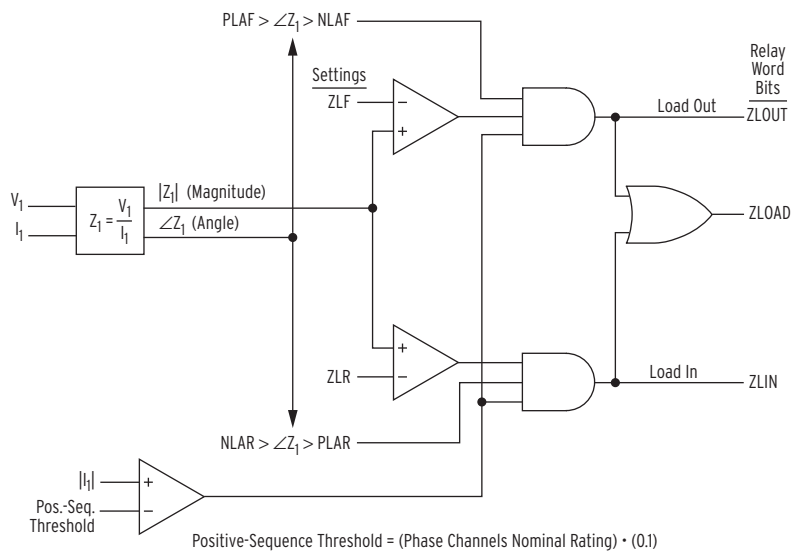 PLAF > ∠Z1 > NLAF
Settings
ZLF
−
+
Relay
Word
Bits
Load Out
ZLOUT
V1
I1
Z1 = V1
I1
|Z1| (Magnitude)
∠Z1 (Angle)
ZLOAD
+
ZLR
−
Load In
ZLIN
NLAR > ∠Z1 > PLAR
|I1|
+
Pos.-Seq.
Threshold
−
Positive-Sequence Threshold = (Phase Channels Nominal Rating) • (0.1)